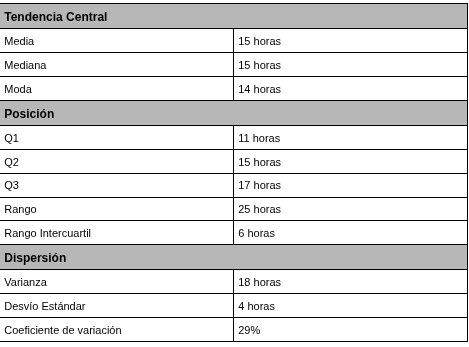 Tendencia Central
Media 15 horas
Mediana 15 horas
Moda 14 horas
Posición
Q1 11 horas
Q2 15 horas
Q3 17 horas
Rango 25 horas
Rango Intercuartil 6 horas
Dispersión
Varianza 18 horas
Desvío Estándar 4 horas
Coeficiente de variación 29%